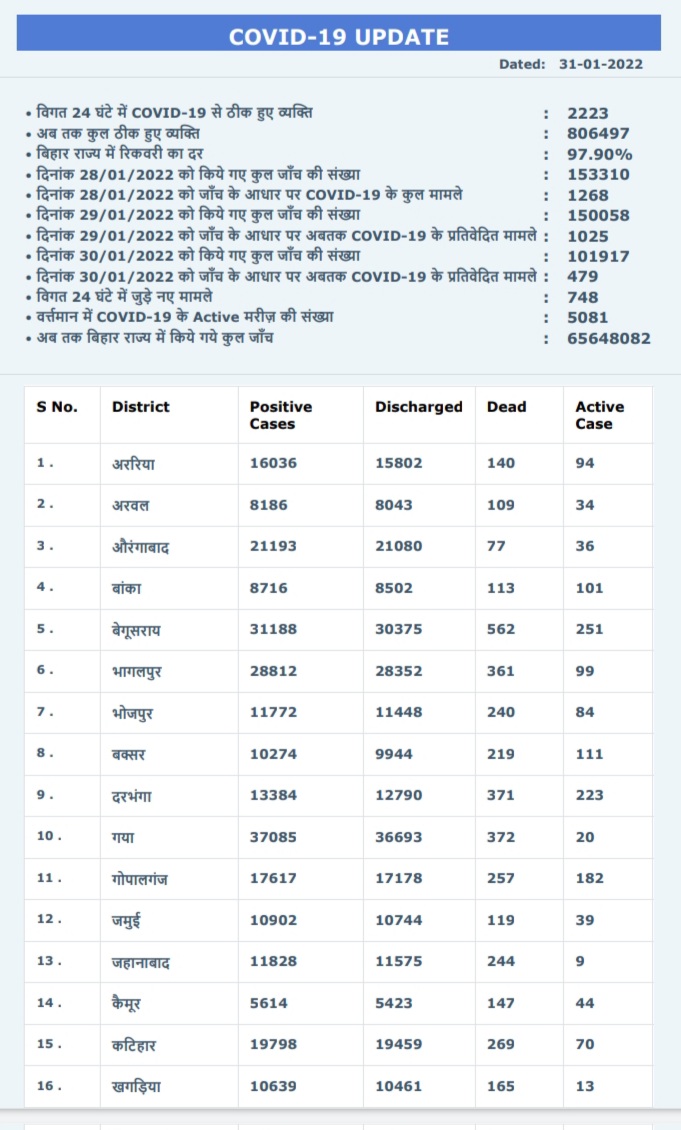 COVID-19 UPDATE
Dated: 31-01-2022
• विगत 24 घंटे में COVID-19 से ठीक हुए व्यक्ति : 2223
• अब तक कुल ठीक हुए व्यक्ति : 806497
• बिहार राज्य में रिकवरी का दर : 97.90%
• दिनांक 28/01/2022 को किये गए कुल जाँच की संख्या : 153310
• दिनांक 28/01/2022 को जाँच के आधार पर COVID-19 के कुल मामले : 1268
• दिनांक 29/01/2022 को किये गए कुल जाँच की संख्या : 150058
• दिनांक 29/01/2022 को जाँच के आधार पर अबतक COVID-19 के प्रतिवेदित मामले : 1025
• दिनांक 30/01/2022 को किये गए कुल जाँच की संख्या : 101917
• दिनांक 30/01/2022 को जाँच के आधार पर अबतक COVID-19 के प्रतिवेदित मामले : 479
• विगत 24 घंटे में जुड़े नए मामले : 748
• वर्त्तमान में COVID-19 के Active मरीज़ की संख्या : 5081
• अब तक बिहार राज्य में किये गये कुल जाँच : 65648082
S No. District Positive Cases Discharged Dead Active Case
1 . अररिया 16036 15802 140 94
2 . अरवल 8186 8043 109 34
3 . औरंगाबाद 21193 21080 77 36
4 . बांका 8716 8502 113 101
5 . बेगूसराय 31188 30375 562 251
6 . भागलपुर 28812 28352 361 99
7 . भोजपुर 11772 11448 240 84
8 . बक्सर 10274 9944 219 111
9 . दरभंगा 13384 12790 371 223
10 . गया 37085 36693 372 20
11 . गोपालगंज 17617 17178 257 182
12 . जमुई 10902 10744 119 39
13 . जहानाबाद 11828 11575 244 9
14 . कैमूर 5614 5423 147 44
15 . कटिहार 19798 19459 269 70
16 . खगड़िया 10639 10461 165 13